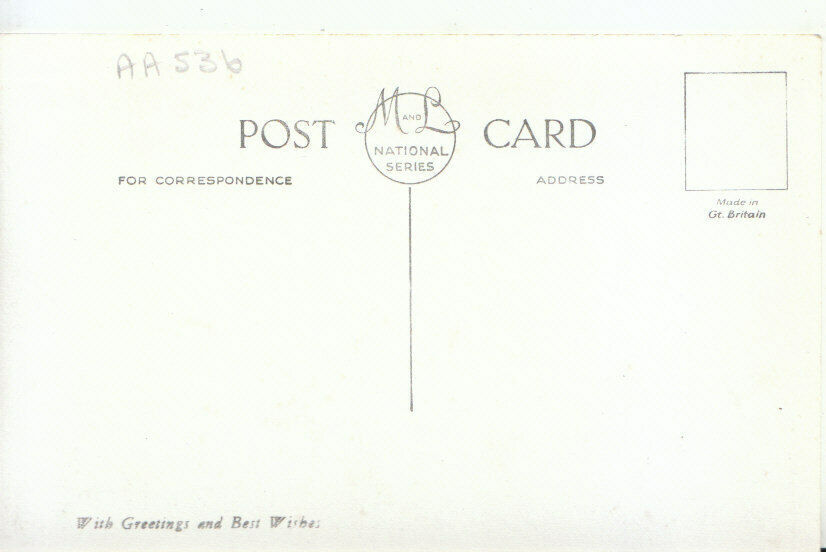 AA536
POST M AND L CARD
NATIONAL
SERIES
FOR CORRESPONDENCE ADDRESS
Made in
Gt. Britain
With Greetings and Best Wishes